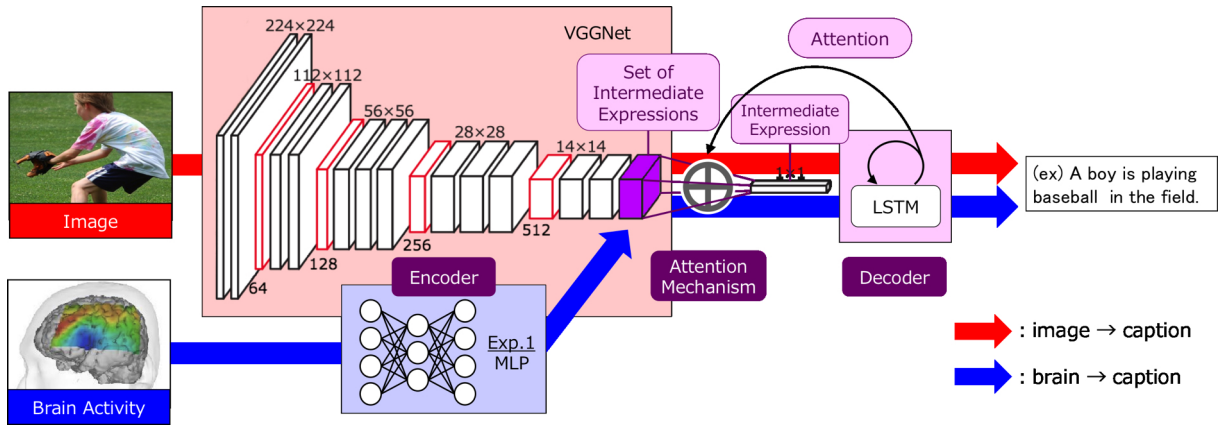 224×224
VGGNet
112×112
56×56
28×28
14×14
64
128
256
512
Set of
Intermediate
Expressions
Attention
Intermediate
Expression
1×1
LSTM
(ex) A boy is playing
baseball in the field.
Image
Encoder
Attention
Mechanism
Decoder
Exp.1
MLP
Brain Activity
: image → caption
: brain → caption